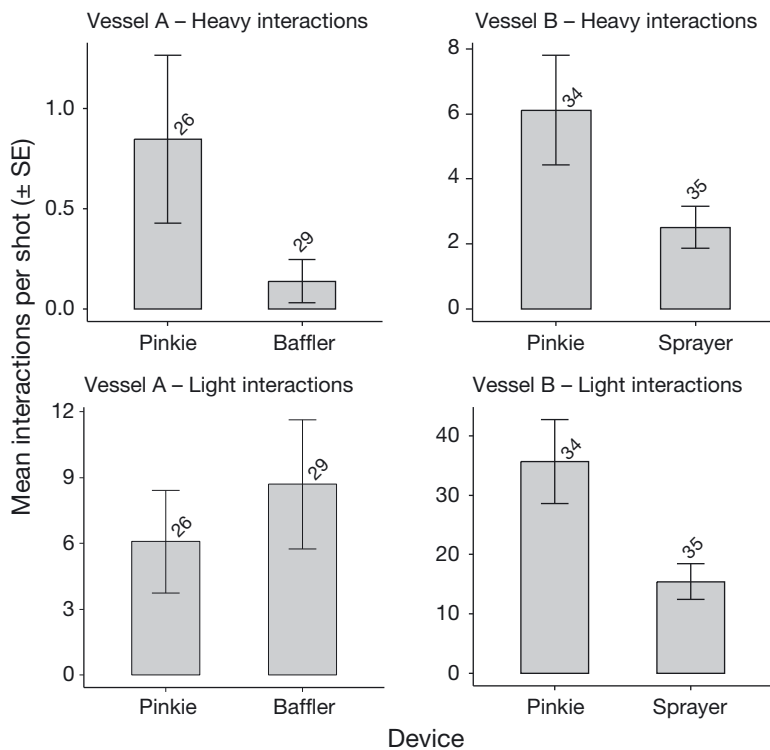 Vessel A – Heavy interactions
1.0
0.5
0.0
26
29
Pinkie Baffler
Vessel B – Heavy interactions
8
6
4
2
0
34
35
Pinkie Sprayer
Mean interactions per shot (± SE)
Vessel A – Light interactions
12
9
6
3
0
26
29
Pinkie Baffler
Vessel B – Light interactions
40
30
20
10
0
34
35
Pinkie Sprayer
Device